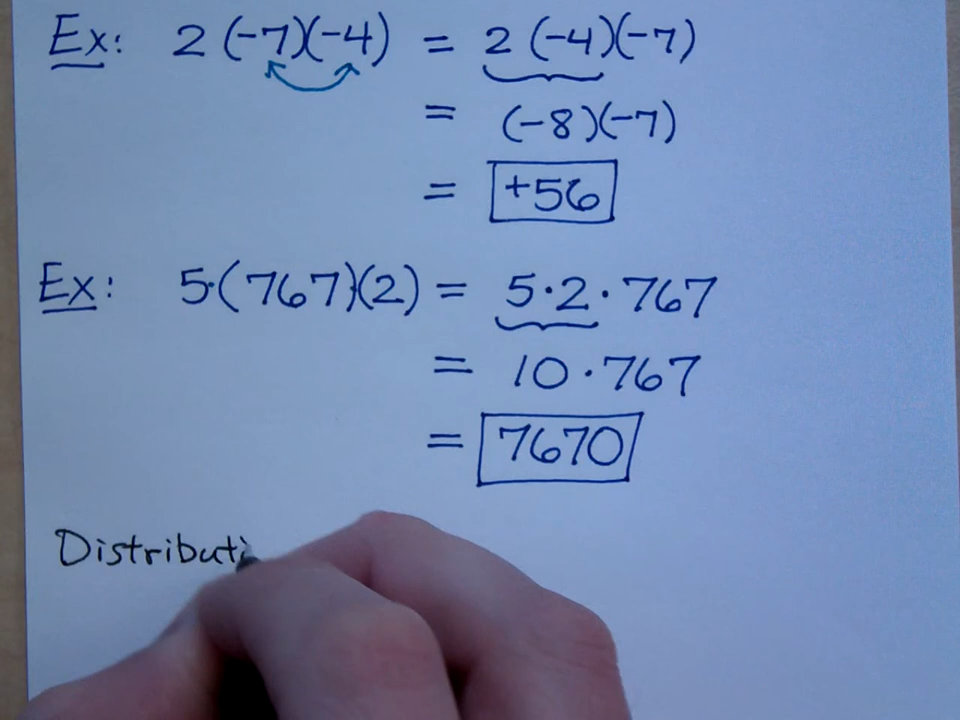 Ex: 2 (-7)(-4) = 2 (-4)(-7)
= (-8)(-7)
= +56
Ex: 5·(767)·(2) = 5·2·767
= 10·767
= 7670
Distributi